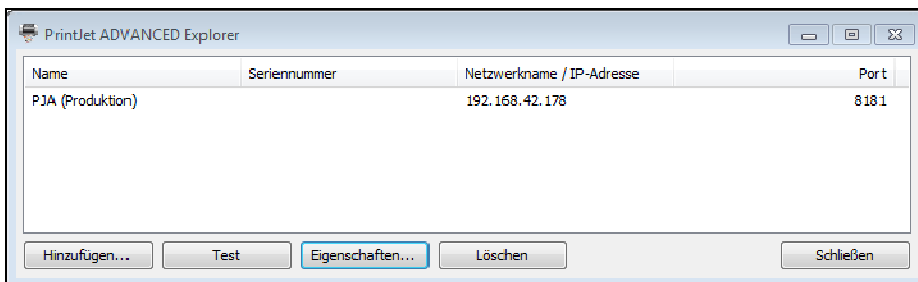 PrintJet ADVANCED Explorer
Name Seriennummer Netzwerkname / IP-Adresse Port
PJA (Produktion) 192.168.42.178 8181
Hinzufügen... Test Eigenschaften... Löschen Schließen